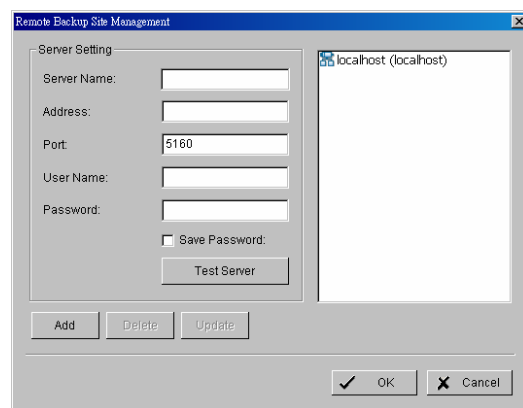 Remote Backup Site Management
Server Setting
Server Name:
Address:
Port: 5160
User Name:
Password:
Save Password:
Test Server
Add Delete Update
localhost (localhost)
OK Cancel